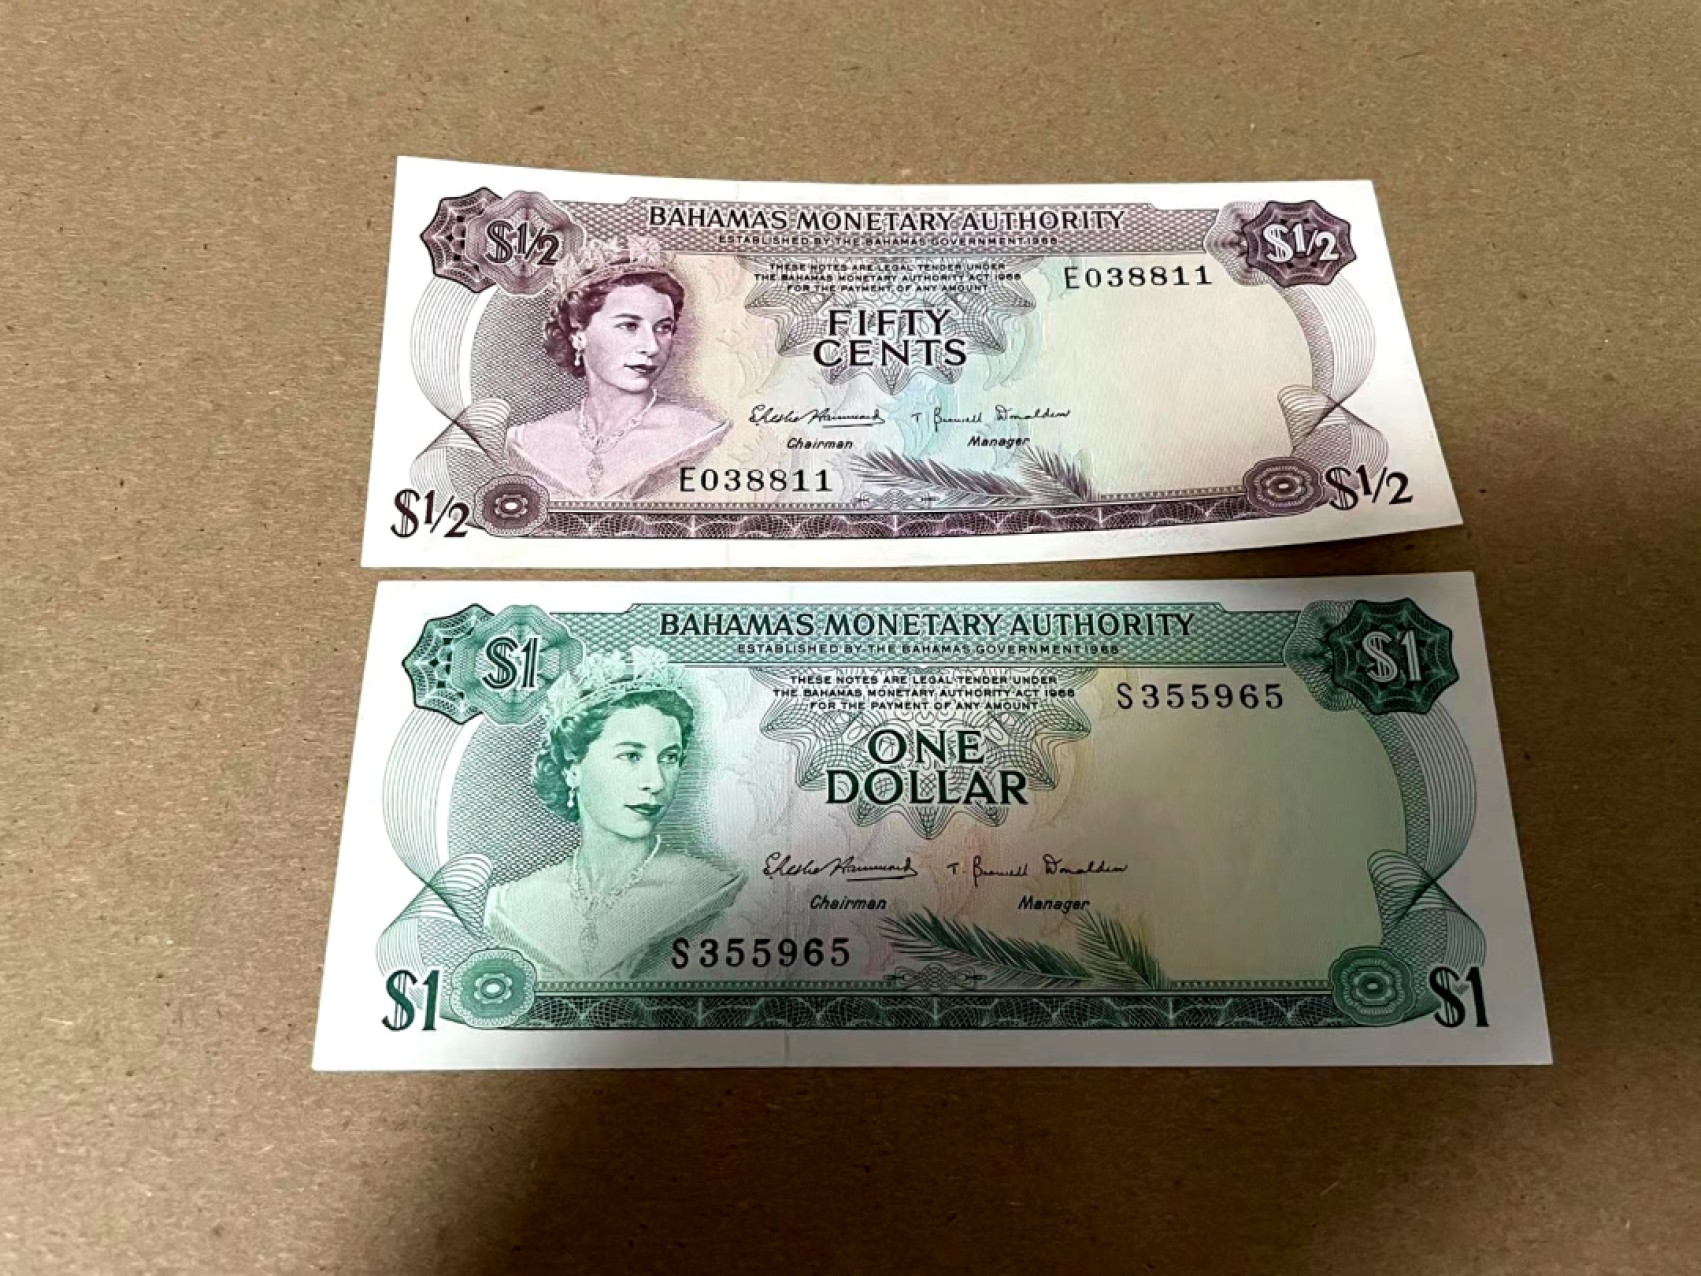 $1/2
BAHAMAS MONETARY AUTHORITY
$1/2
ESTABLISHED BY THE BAHAMAS GOVERNMENT 1968
THESE NOTES ARE LEGAL TENDER UNDER
THE BAHAMAS MONETARY AUTHORITY ACT 1968
FOR THE PAYMENT OF ANY AMOUNT
E038811
FIFTY
CENTS
T. Barwell Donaldson
Chairman
Manager
E038811
$1/2
$1/2
$1
BAHAMAS MONETARY AUTHORITY
$1
ESTABLISHED BY THE BAHAMAS GOVERNMENT 1968
THESE NOTES ARE LEGAL TENDER UNDER
THE BAHAMAS MONETARY AUTHORITY ACT 1968
FOR THE PAYMENT OF ANY AMOUNT
S355965
ONE
DOLLAR
T. Barwell Donaldson
Chairman
Manager
S355965
$1
$1